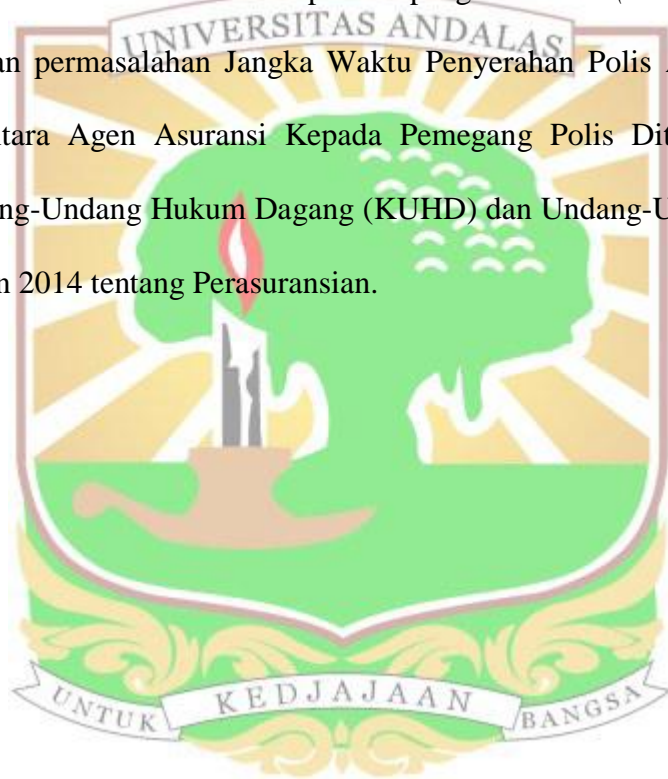 UNIVERSITAS ANDALAS
an permasalahan Jangka Waktu Penyerahan Polis
tara Agen Asuransi Kepada Pemegang Polis Dit
ng-Undang Hukum Dagang (KUHD) dan Undang-U
n 2014 tentang Perasuransian.
UNTUK KEDJAJAAN BANGSA